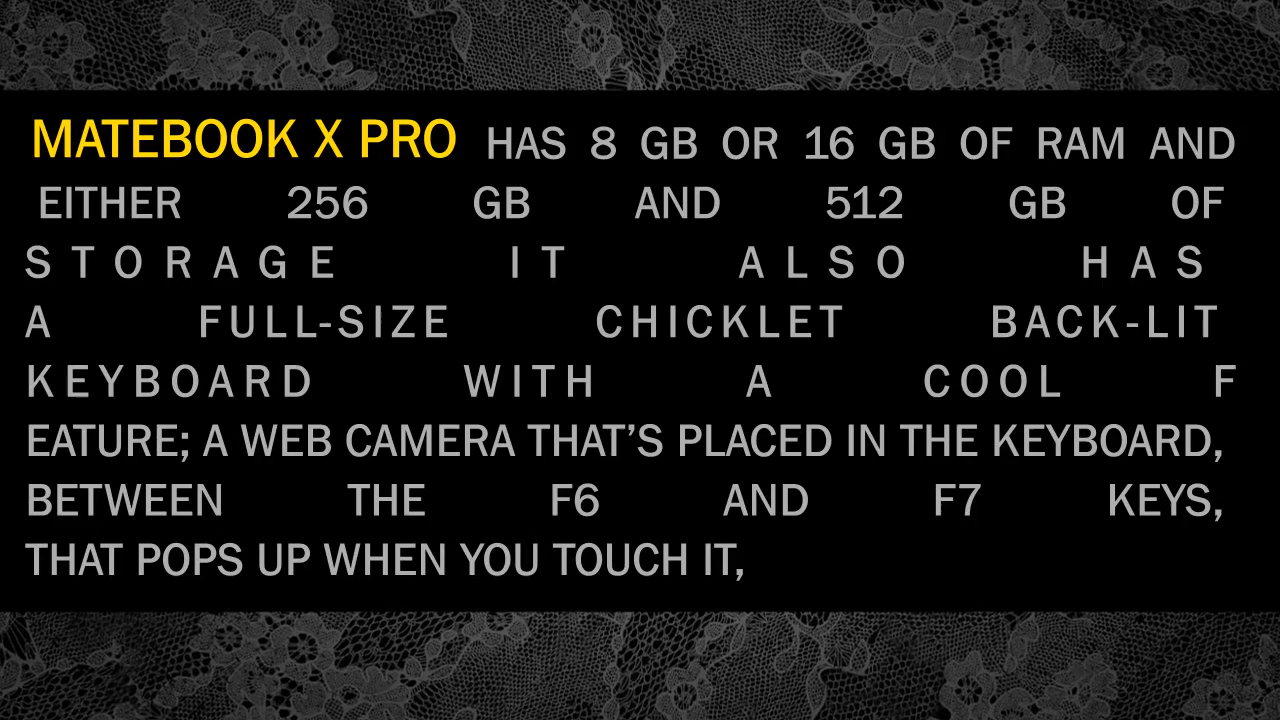 MATEBOOK X PRO HAS 8 GB OR 16 GB OF RAM AND
EITHER 256 GB AND 512 GB OF
STORAGE IT ALSO HAS
A FULL-SIZE CHICKLET BACK-LIT
KEYBOARD WITH A COOL F
EATURE; A WEB CAMERA THAT’S PLACED IN THE KEYBOARD,
BETWEEN THE F6 AND F7 KEYS,
THAT POPS UP WHEN YOU TOUCH IT,